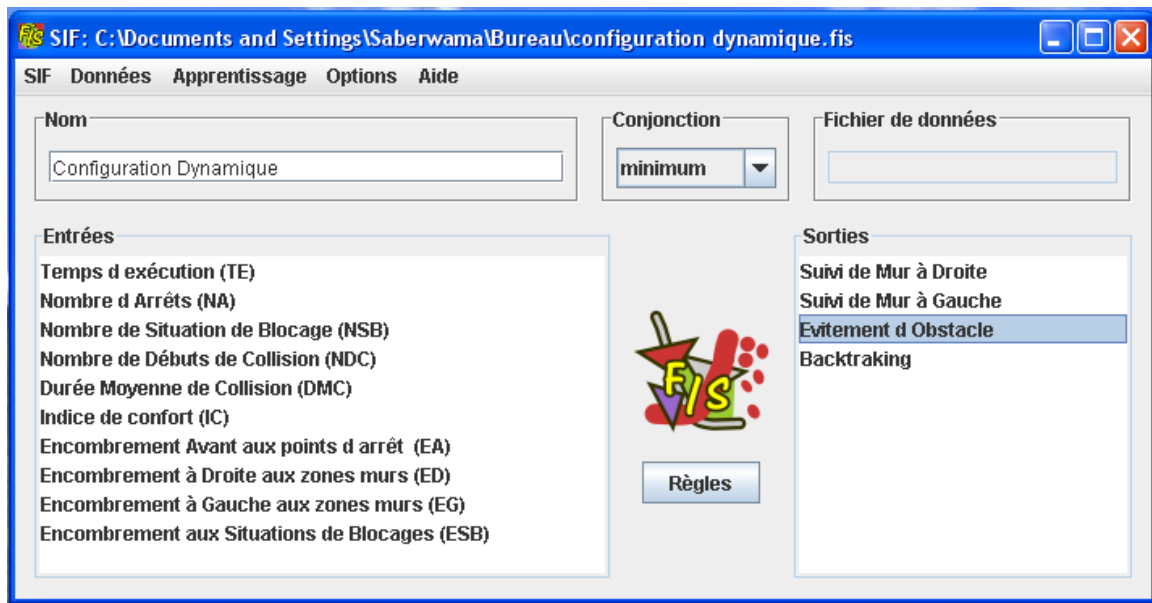 SIF: C:\Documents and Settings\Saberwama\Bureau\configuration dynamique.fis
SIF Données Apprentissage Options Aide
Nom
Configuration Dynamique
Conjonction
minimum
Fichier de données
Entrées
Temps d exécution (TE)
Nombre d Arrêts (NA)
Nombre de Situation de Blocage (NSB)
Nombre de Débuts de Collision (NDC)
Durée Moyenne de Collision (DMC)
Indice de confort (IC)
Encombrement Avant aux points d arrêt (EA)
Encombrement à Droite aux zones murs (ED)
Encombrement à Gauche aux zones murs (EG)
Encombrement aux Situations de Blocages (ESB)
FIS
Règles
Sorties
Suivi de Mur à Droite
Suivi de Mur à Gauche
Evitement d Obstacle
Backtraking